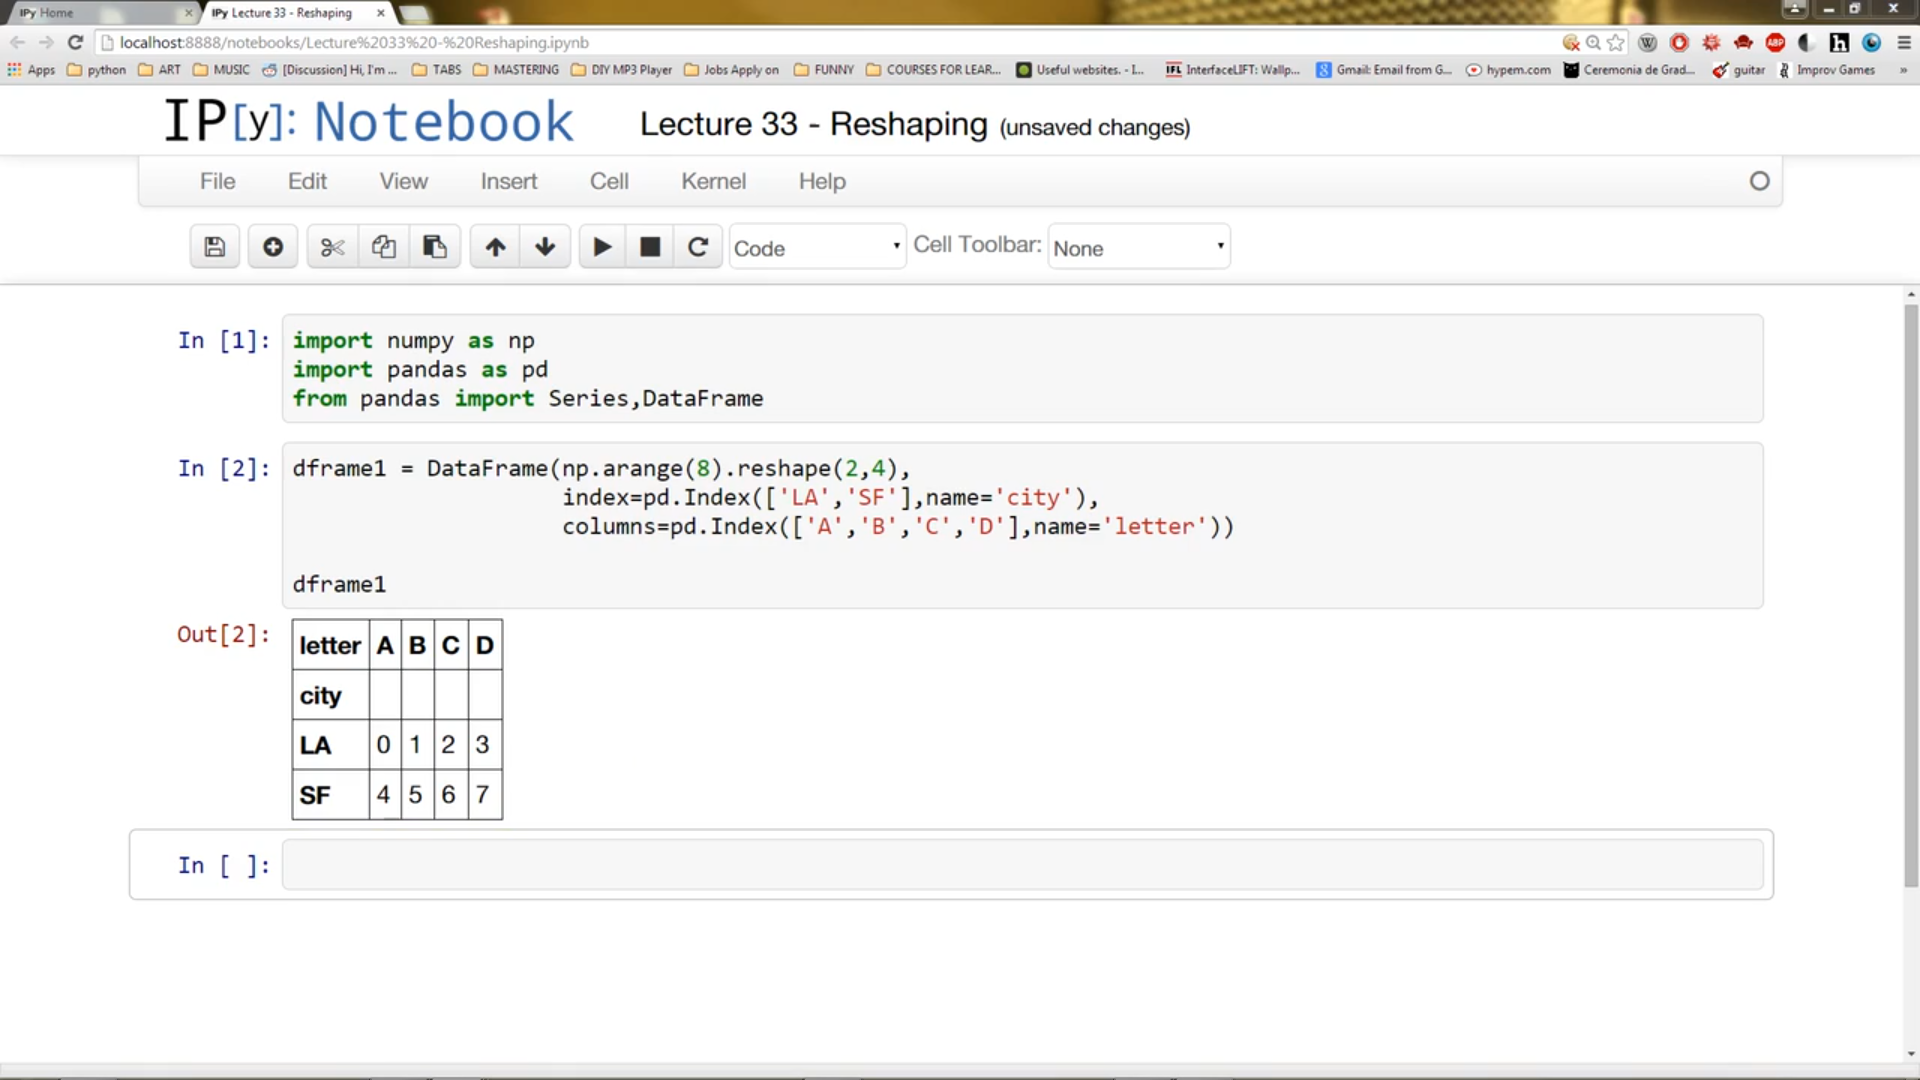 IPy Home
IPy Lecture 33 - Reshaping
localhost:8888/notebooks/Lecture%2033%20-%20Reshaping.ipynb
Apps python ART MUSIC [Discussion] Hi, I'm ... TABS MASTERING DIY MP3 Player Jobs Apply on FUNNY COURSES FOR LEAR... Useful websites. - I... IFL InterfaceLIFT: Wallp... Gmail: Email from G... hypem.com Ceremonia de Grad... guitar Improv Games »
IP[y]: Notebook Lecture 33 - Reshaping (unsaved changes)
File Edit View Insert Cell Kernel Help
Code Cell Toolbar: None
In [1]: import numpy as np
import pandas as pd
from pandas import Series,DataFrame
In [2]: dframe1 = DataFrame(np.arange(8).reshape(2,4),
index=pd.Index(['LA','SF'],name='city'),
columns=pd.Index(['A','B','C','D'],name='letter'))
dframe1
Out[2]:
letter A B C D
city
LA 0 1 2 3
SF 4 5 6 7
In [ ]: